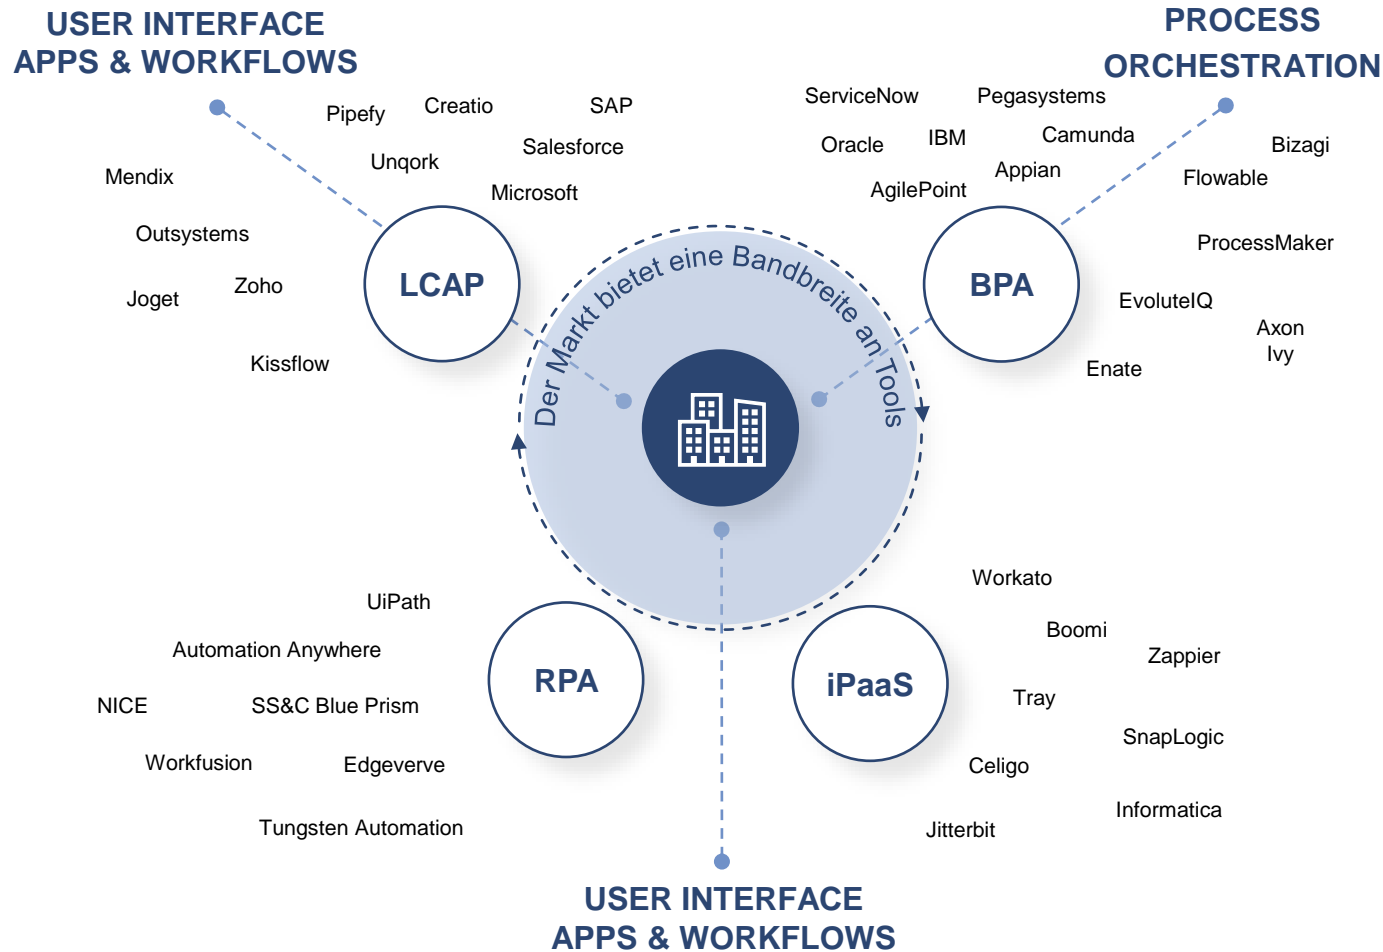 USER INTERFACE
APPS & WORKFLOWS
PROCESS
ORCHESTRATION
Pipefy
Creatio
SAP
Unqork
Salesforce
Microsoft
Mendix
Outsystems
Zoho
Joget
Kissflow
LCAP
ServiceNow
Pegasystems
Oracle
IBM
Camunda
Appian
AgilePoint
Bizagi
Flowable
ProcessMaker
EvoluteIQ
Axon
Ivy
Enate
BPA
Der Markt bietet eine Bandbreite an Tools
UiPath
Automation Anywhere
NICE
SS&C Blue Prism
Workfusion
Edgeverve
Tungsten Automation
RPA
iPaaS
Workato
Boomi
Zappier
Tray
SnapLogic
Celigo
Informatica
Jitterbit
USER INTERFACE
APPS & WORKFLOWS